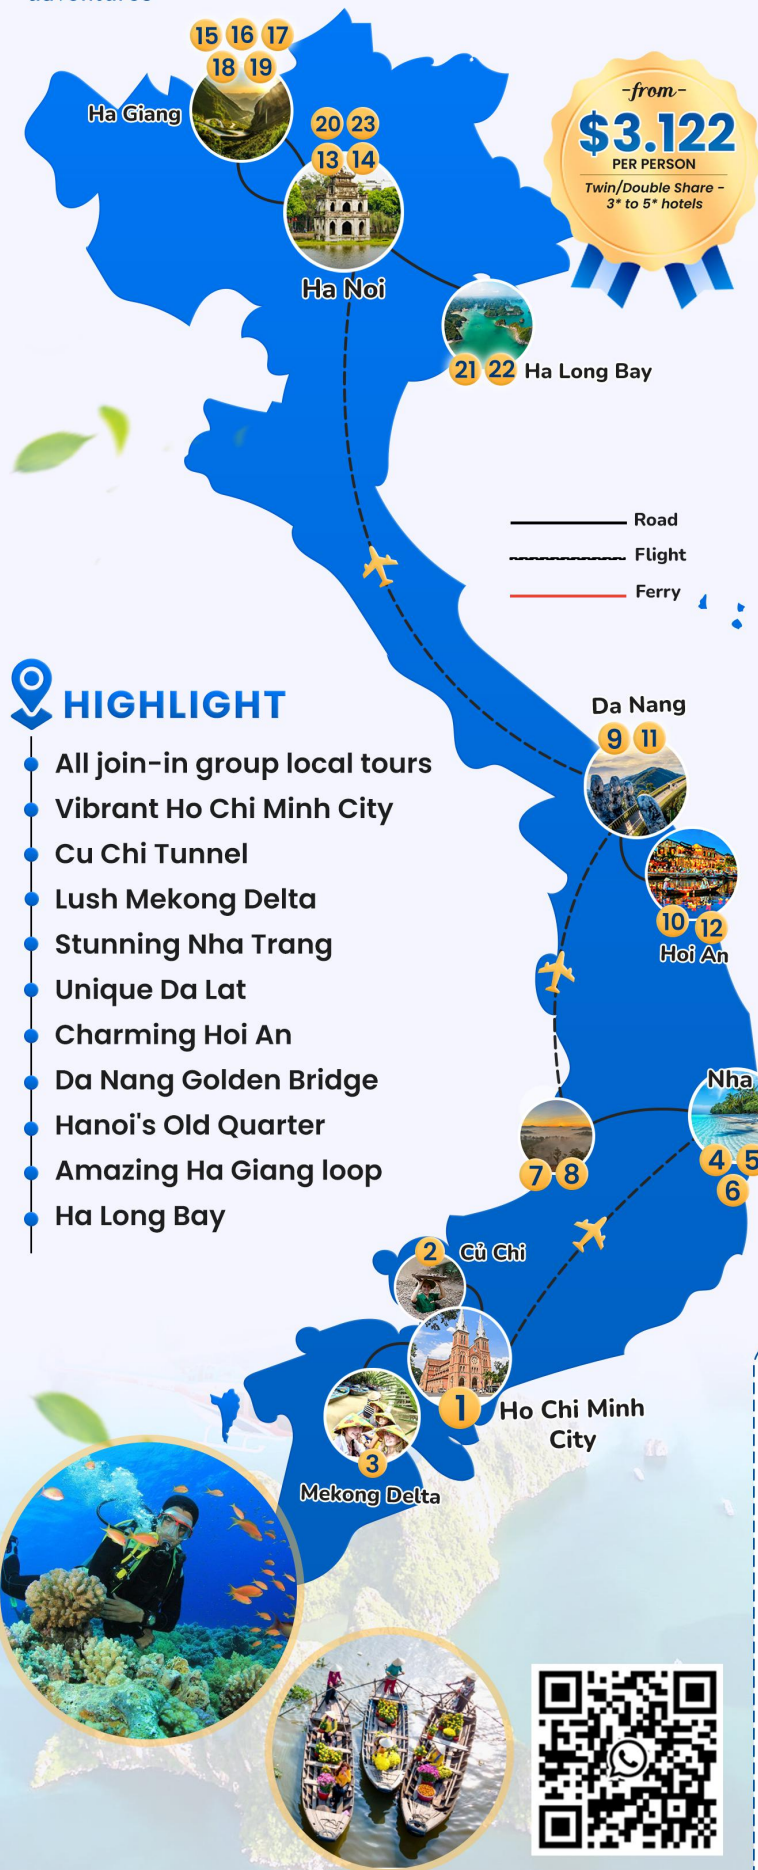 15 16 17
18 19
Ha Giang
20 23
13 14
Ha Noi
-from-
$3.122
PER PERSON
Twin/Double Share -
3* to 5* hotels
21 22 Ha Long Bay
Road
Flight
Ferry
HIGHLIGHT
All join-in group local tours
Vibrant Ho Chi Minh City
Cu Chi Tunnel
Lush Mekong Delta
Stunning Nha Trang
Unique Da Lat
Charming Hoi An
Da Nang Golden Bridge
Hanoi's Old Quarter
Amazing Ha Giang loop
Ha Long Bay
Da Nang
9 11
10 12
Hoi An
Nha
4 5
6
7 8
2 Củ Chi
1
Ho Chi Minh
City
3
Mekong Delta